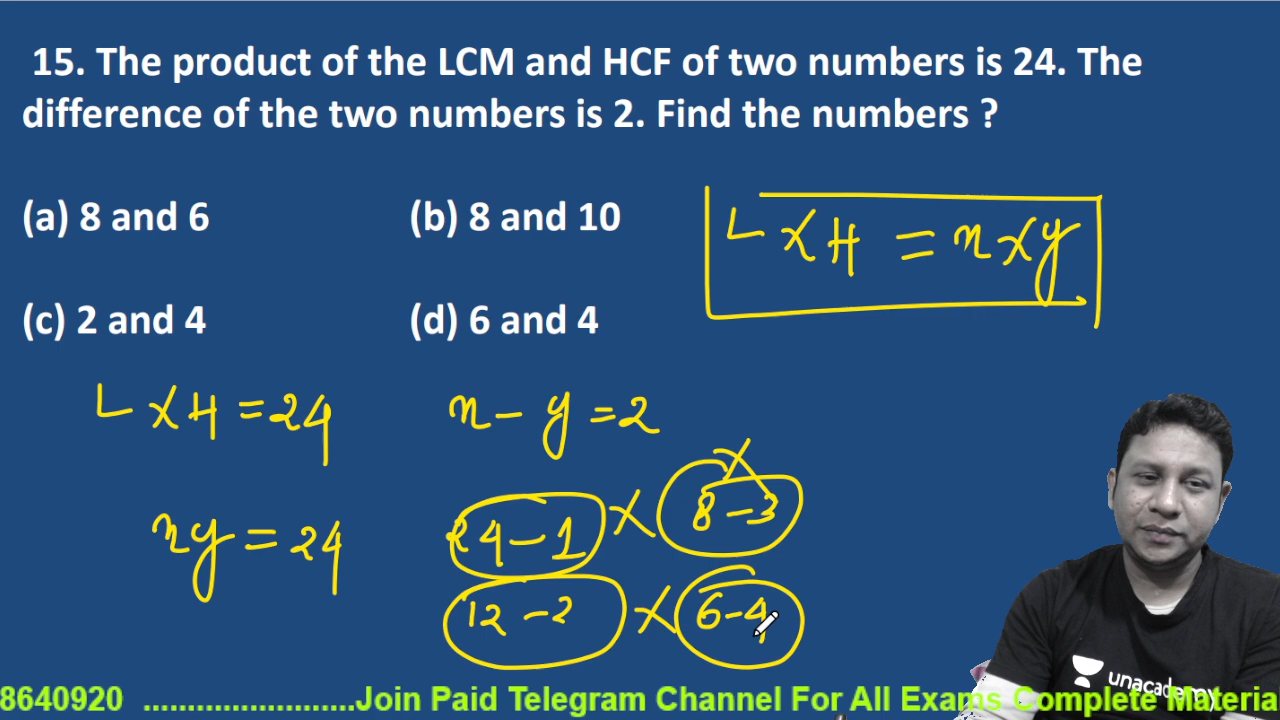 15. The product of the LCM and HCF of two numbers is 24. The
difference of the two numbers is 2. Find the numbers ?
(a) 8 and 6
(b) 8 and 10
L X H = x X y
(c) 2 and 4
(d) 6 and 4
L X H = 24
x - y = 2
xy = 24
24 - 1 X 8 - 3 X
12 - 2 X 6 - 4
unacademy
8640920 .......................Join Paid Telegram Channel For All Exams Complete Materia